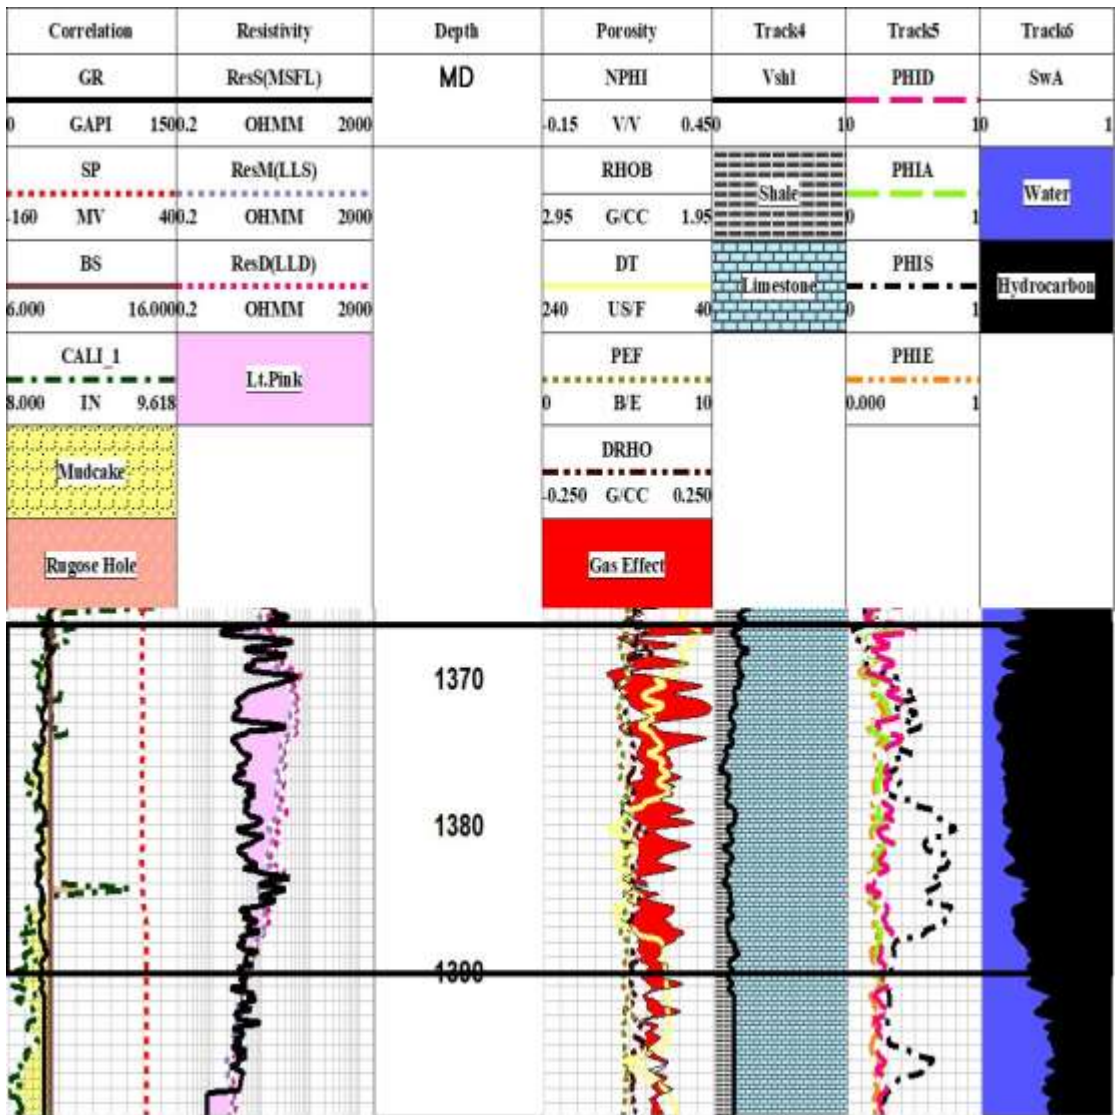 Correlation Resistivity Depth Porosity Track4 Track5 Track6
GR ResS(MSFL) MD NPHI Vshl PHID SwA
0 GAPI 150 0.2 OHMM 2000 -0.15 V/V 0.45 0 1 0 1 0 1
SP ResM(LLS) RHOB Shale PHIA Water
-160 MV 40 0.2 OHMM 2000 2.95 G/CC 1.95 0 1
BS ResD(LLD) DT Limestone PHIS Hydrocarbon
6.000 16.000 0.2 OHMM 2000 240 US/F 40 0 1
CALI_1 Lt.Pink PEF PHIE
8.000 IN 9.618 0 B/E 10 0.000 1
Mudcake DRHO
-0.250 G/CC 0.250
Rugose Hole Gas Effect
1370
1380
1390